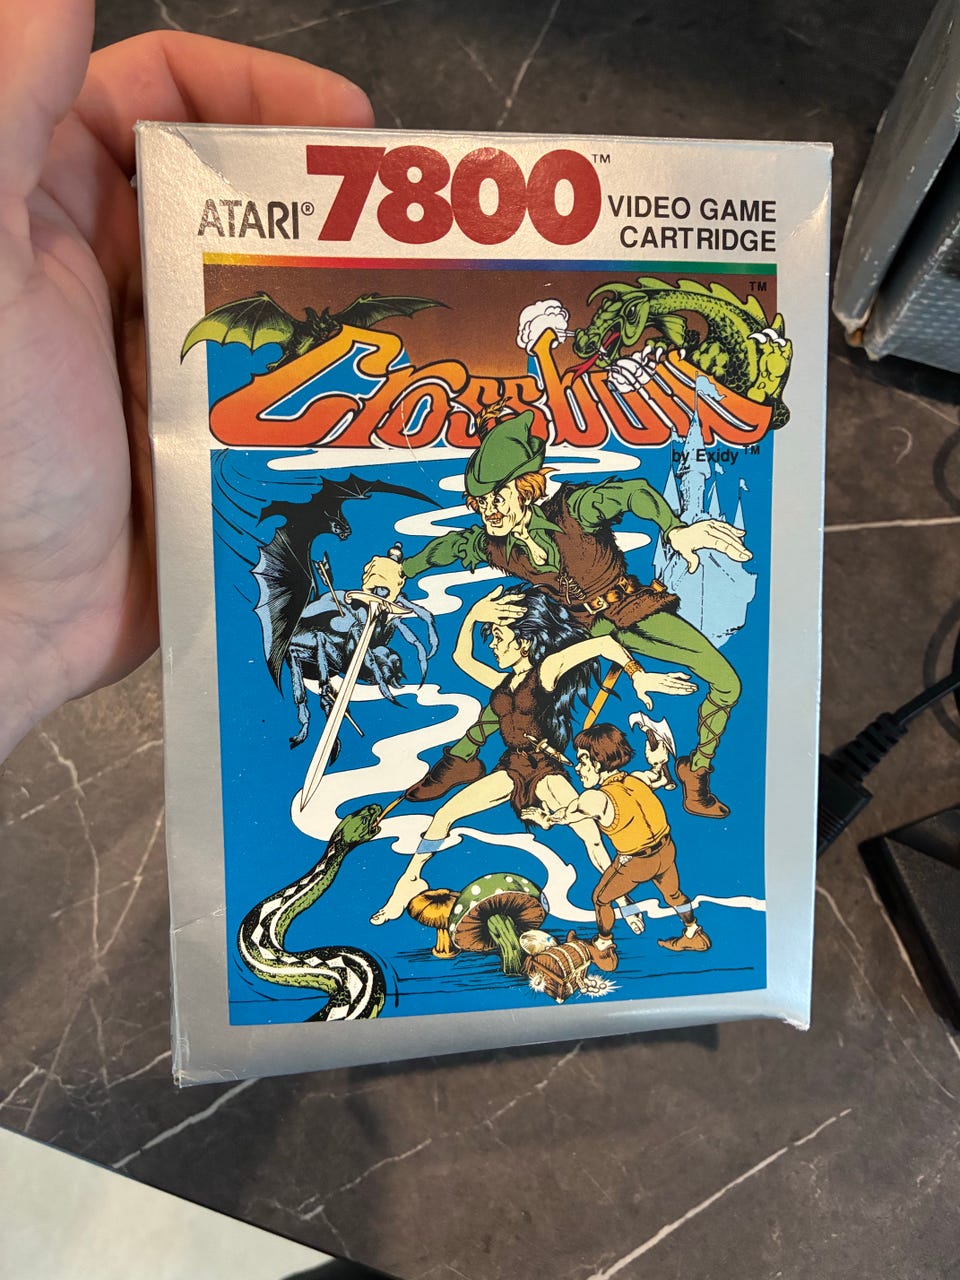 ATARI® 7800™ VIDEO GAME
CARTRIDGE
TM
Crossbow
by Exidy™